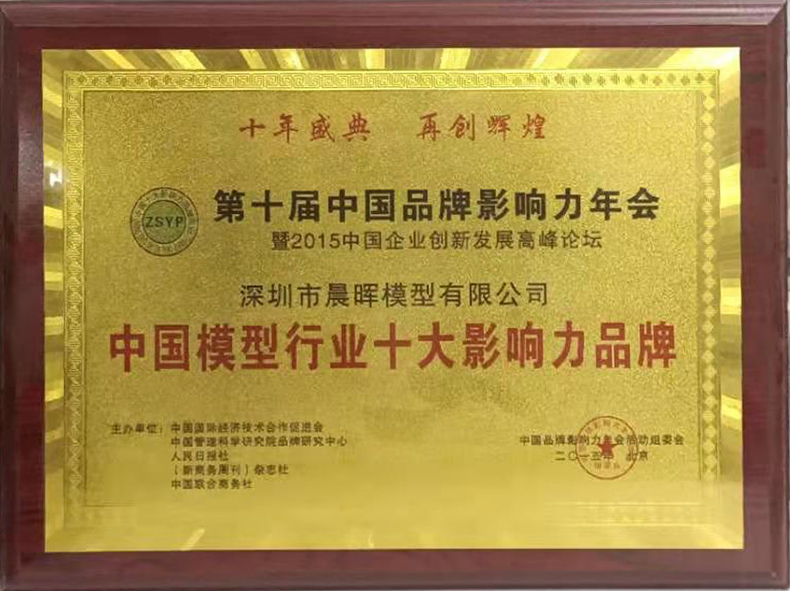 十年盛典 再创辉煌
ZSYP
第十届中国品牌影响力年会
暨2015中国企业创新发展高峰论坛
深圳市晨晖模型有限公司
中国模型行业十大影响力品牌
主办单位：中国国际经济技术合作促进会
中国管理科学研究院品牌研究中心
人民日报社
《新商务周刊》杂志社
中国联合商务社
中国品牌影响力年会活动组委会
二〇一五年 北京